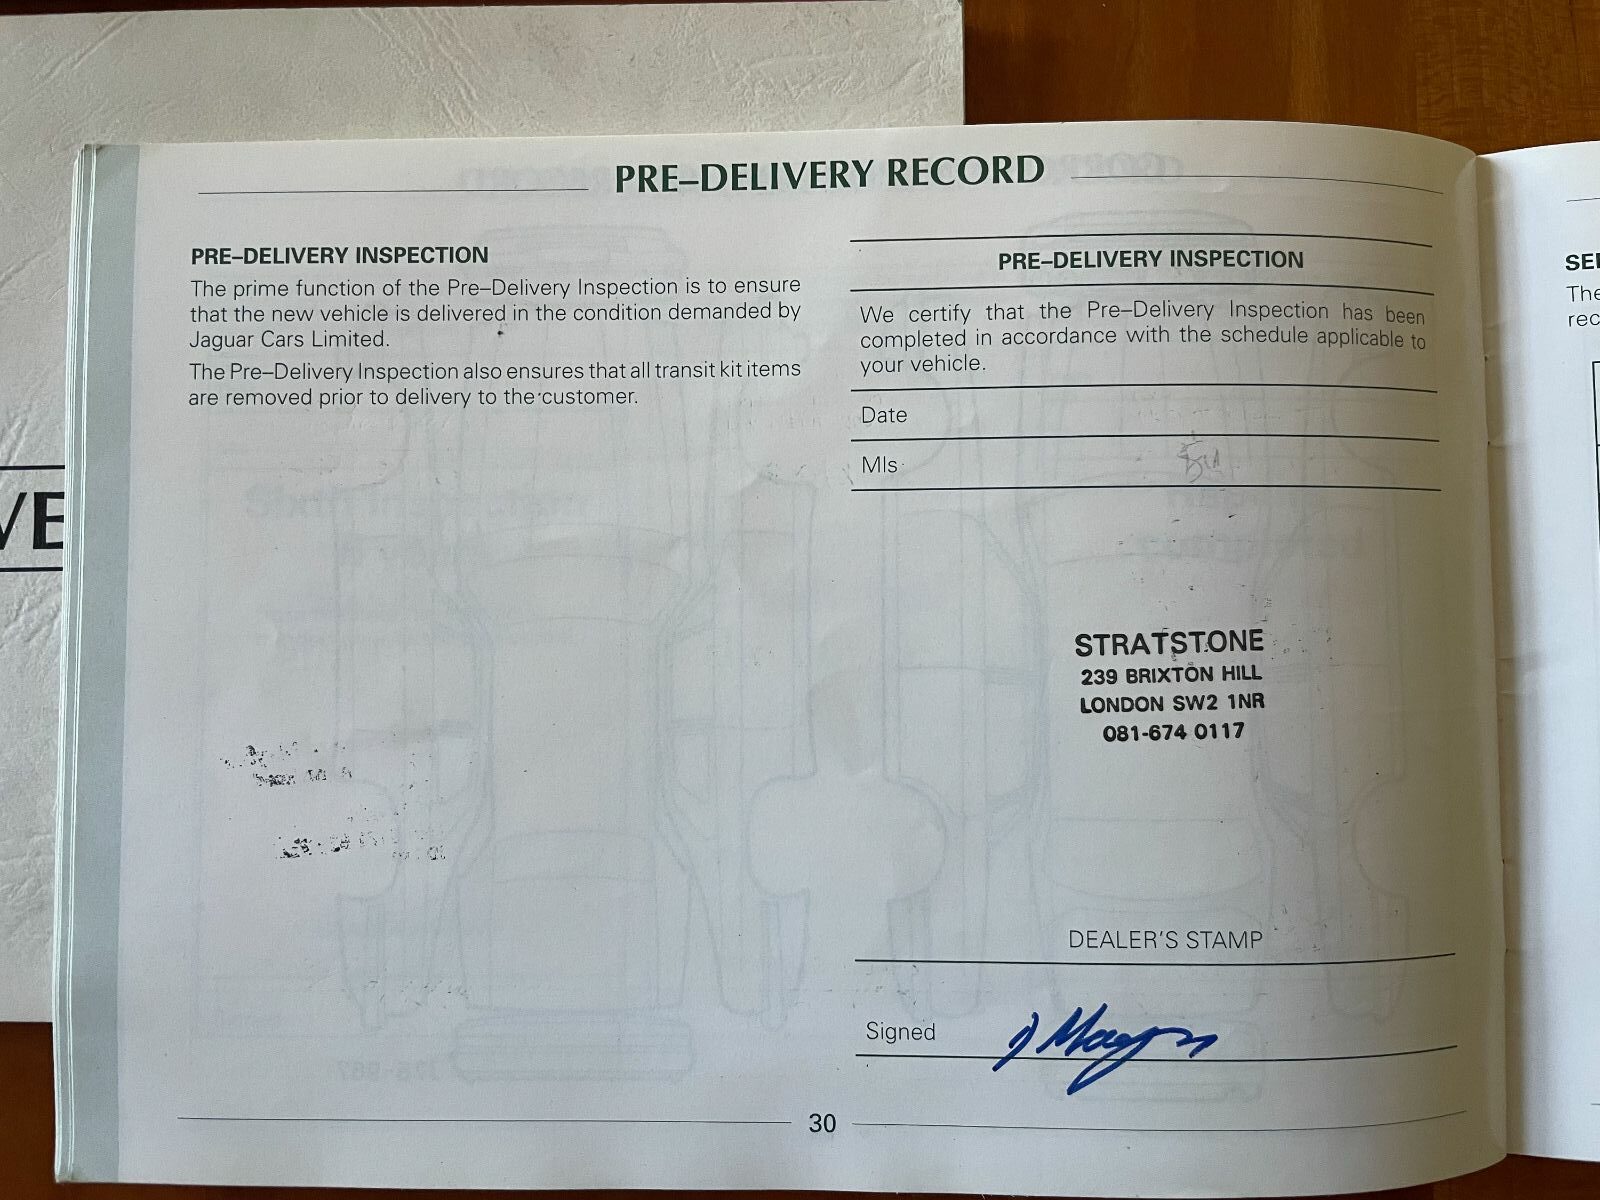 PRE–DELIVERY RECORD
PRE–DELIVERY INSPECTION
The prime function of the Pre–Delivery Inspection is to ensure
that the new vehicle is delivered in the condition demanded by
Jaguar Cars Limited.
The Pre–Delivery Inspection also ensures that all transit kit items
are removed prior to delivery to the customer.
PRE–DELIVERY INSPECTION
We certify that the Pre–Delivery Inspection has been
completed in accordance with the schedule applicable to
your vehicle.
Date
Mls
STRATSTONE
239 BRIXTON HILL
LONDON SW2 1NR
081-674 0117
DEALER'S STAMP
Signed
30
VE
SE
The
rec